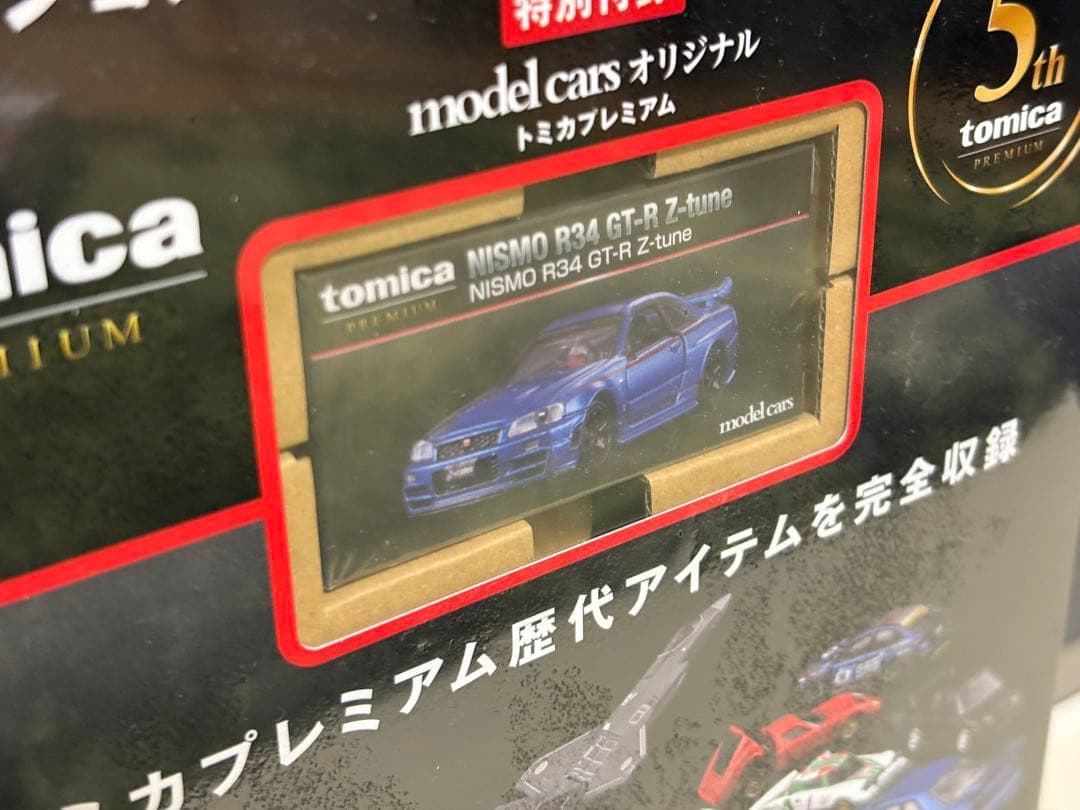 特別付録
model cars オリジナル
トミカプレミアム
5th
tomica
PREMIUM
tomica
PREMIUM
NISMO R34 GT-R Z-tune
NISMO R34 GT-R Z-tune
model cars
カプレミアム歴代アイテムを完全収録